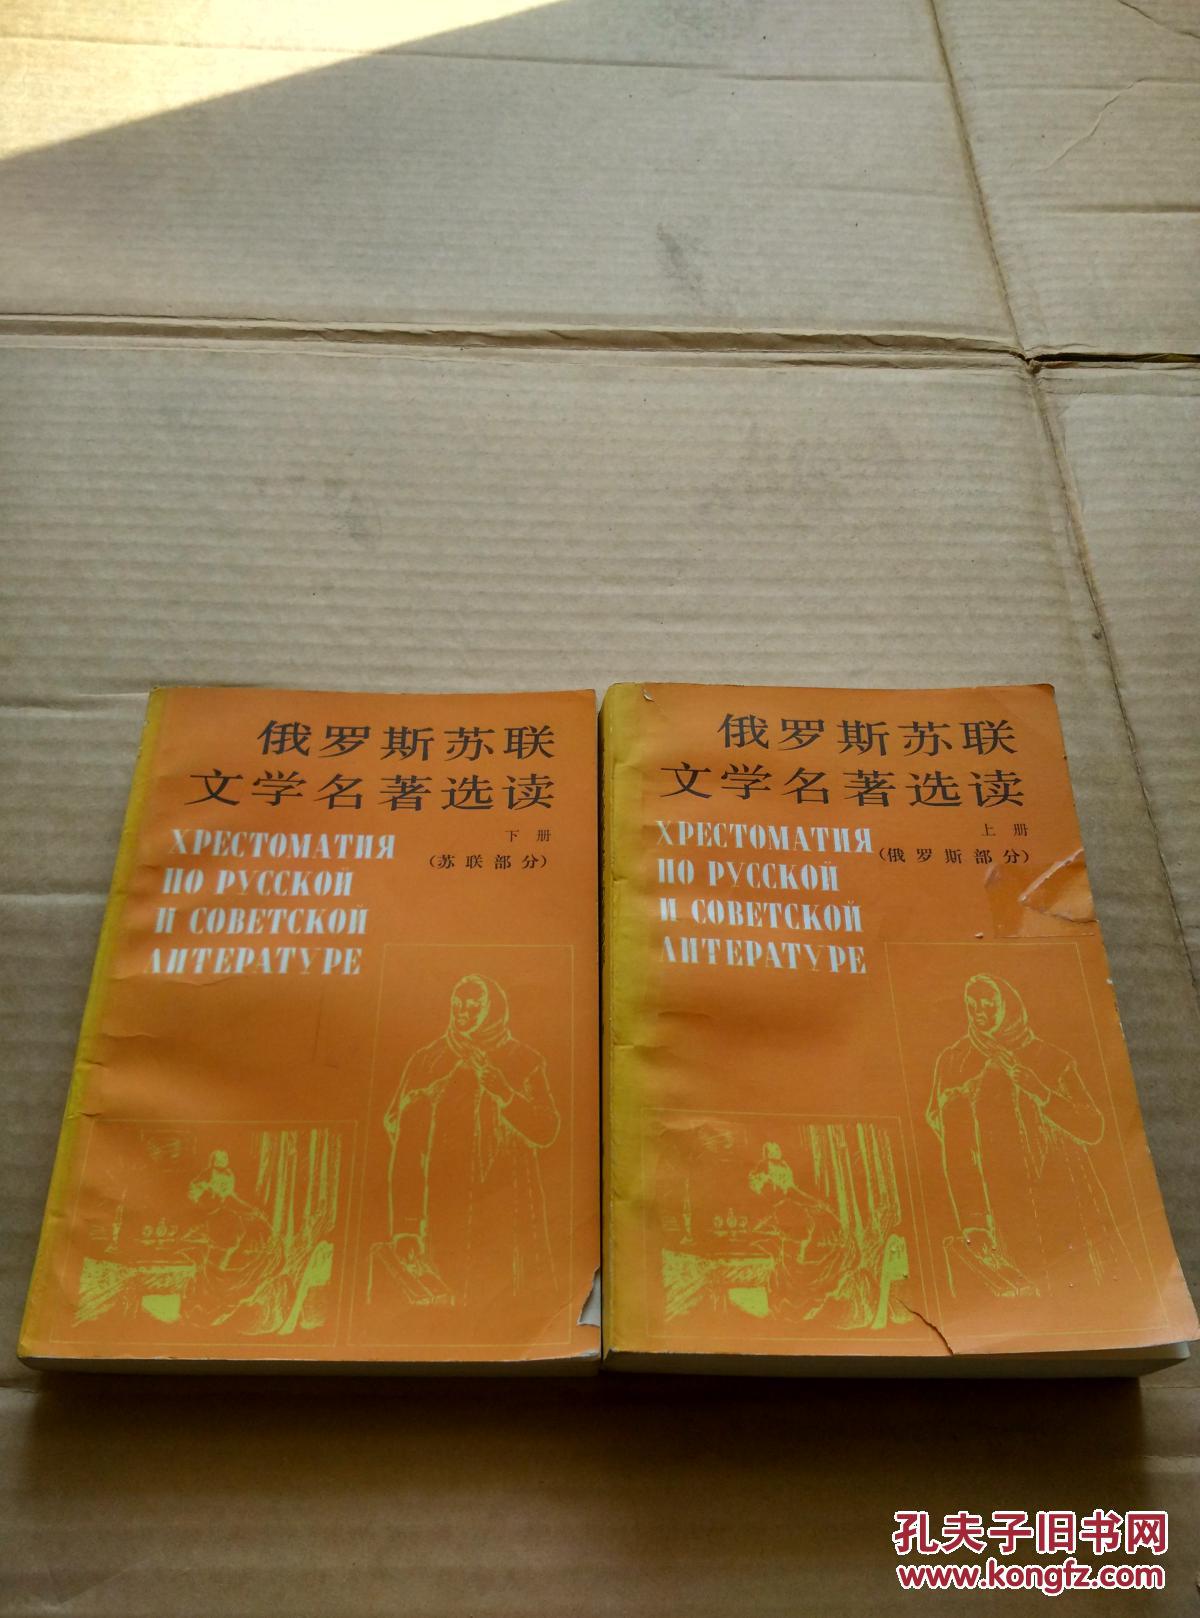 俄罗斯苏联
文学名著选读
下册
(苏联部分)
ХРЕСТОМАТИЯ
ПО РУССКОЙ
И СОВЕТСКОЙ
ЛИТЕРАТУРЕ
俄罗斯苏联
文学名著选读
上册
(俄罗斯部分)
ХРЕСТОМАТИЯ
ПО РУССКОЙ
И СОВЕТСКОЙ
ЛИТЕРАТУРЕ
孔夫子旧书网
www.kongfz.com